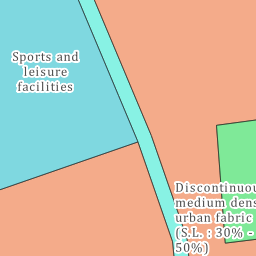 Sports and
leisure
facilities
Discontinuou
medium dens
urban fabric
(S.L. : 30% -
50%)